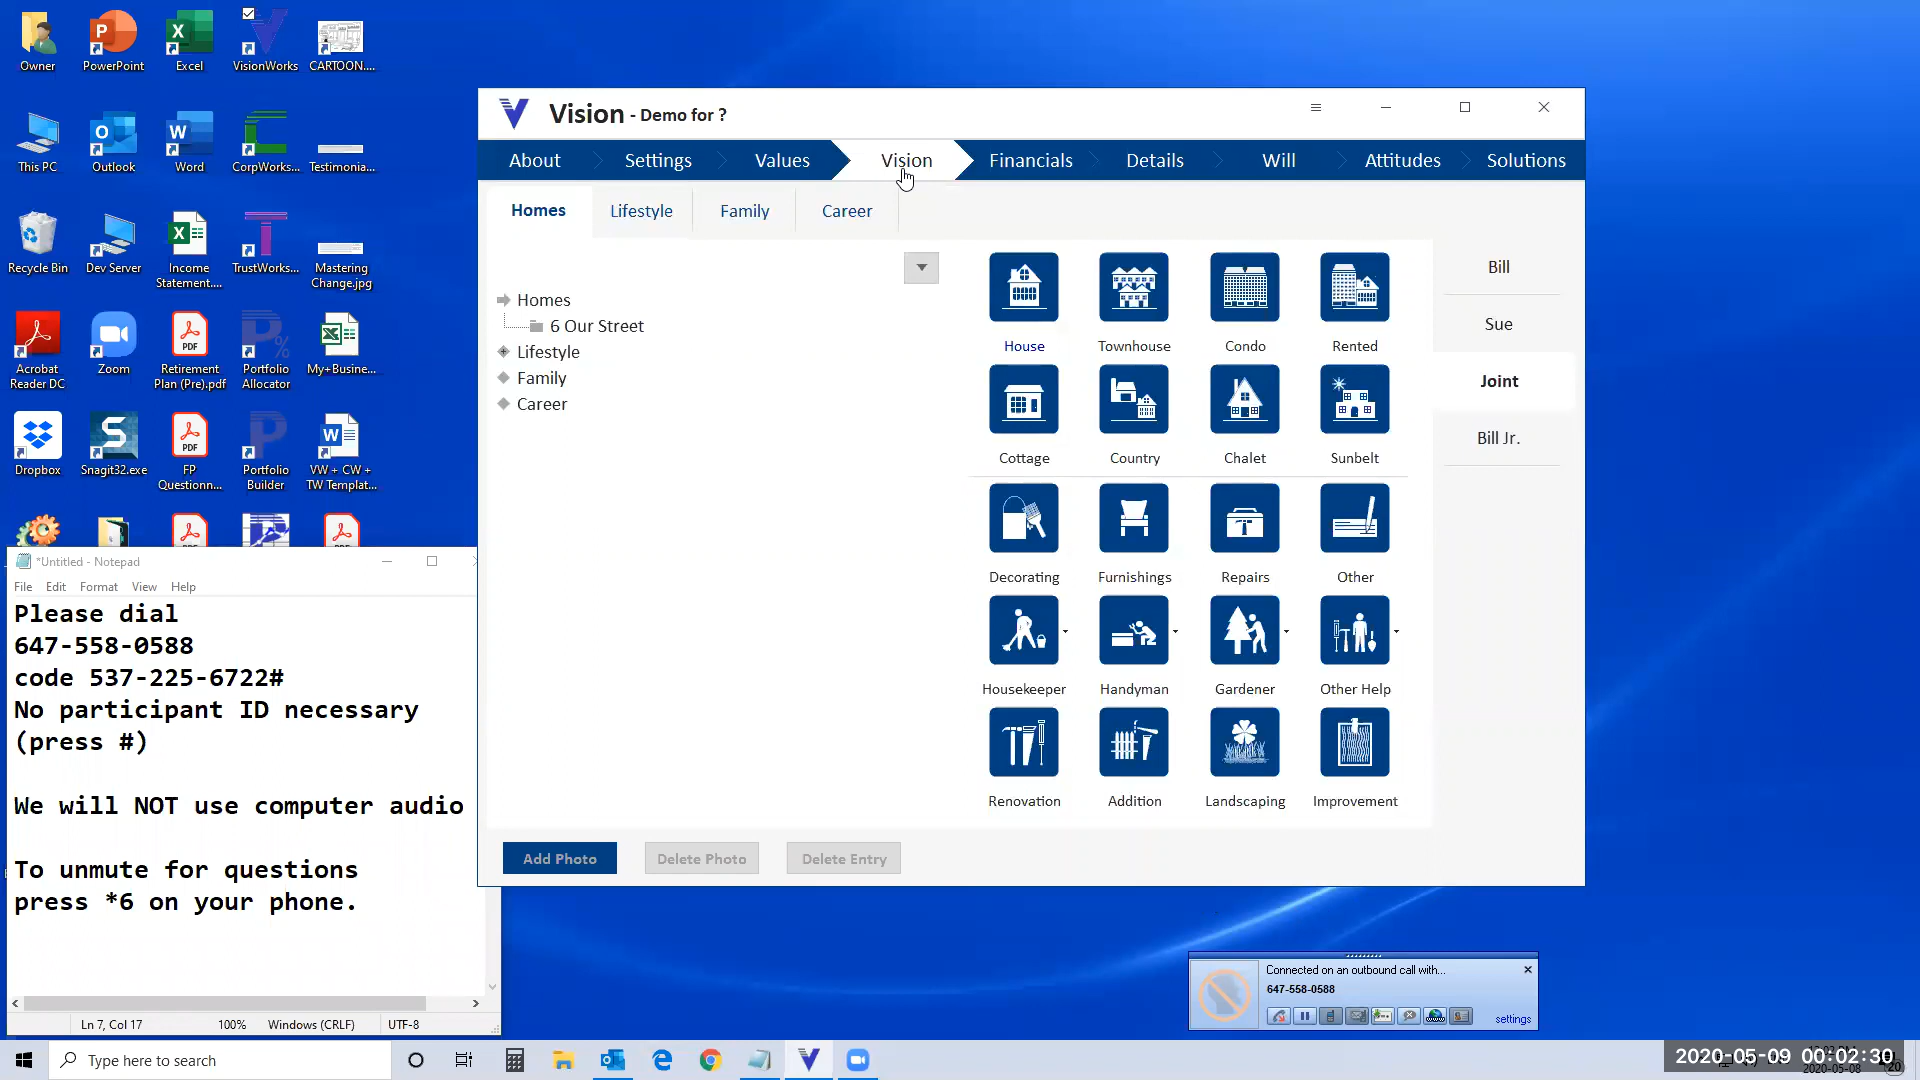 Owner
PowerPoint
Excel
VisionWorks
CARTOON....
This PC
Outlook
Word
CorpWorks...
Testimonia...
Recycle Bin
Dev Server
Income
Statement....
TrustWorks...
Mastering
Change.jpg
Acrobat
Reader DC
Zoom
Retirement
Plan (Pre).pdf
Portfolio
Allocator
My+Busine...
Dropbox
Snagit32.exe
FP
Questionn...
Portfolio
Builder
VW + CW +
TW Templat...
Vision - Demo for ?
About
Settings
Values
Vision
Financials
Details
Will
Attitudes
Solutions
Homes
Lifestyle
Family
Career
Homes
6 Our Street
Lifestyle
Family
Career
House
Townhouse
Condo
Rented
Cottage
Country
Chalet
Sunbelt
Decorating
Furnishings
Repairs
Other
Housekeeper
Handyman
Gardener
Other Help
Renovation
Addition
Landscaping
Improvement
Bill
Sue
Joint
Bill Jr.
Add Photo
Delete Photo
Delete Entry
*Untitled - Notepad
File Edit Format View Help
Please dial
647-558-0588
code 537-225-6722#
No participant ID necessary
(press #)
We will NOT use computer audio
To unmute for questions
press *6 on your phone.
Ln 7, Col 17
100%
Windows (CRLF)
UTF-8
Connected on an outbound call with...
647-558-0588
settings
Type here to search
2020-05-09 00:02:30
2020-05-08
20